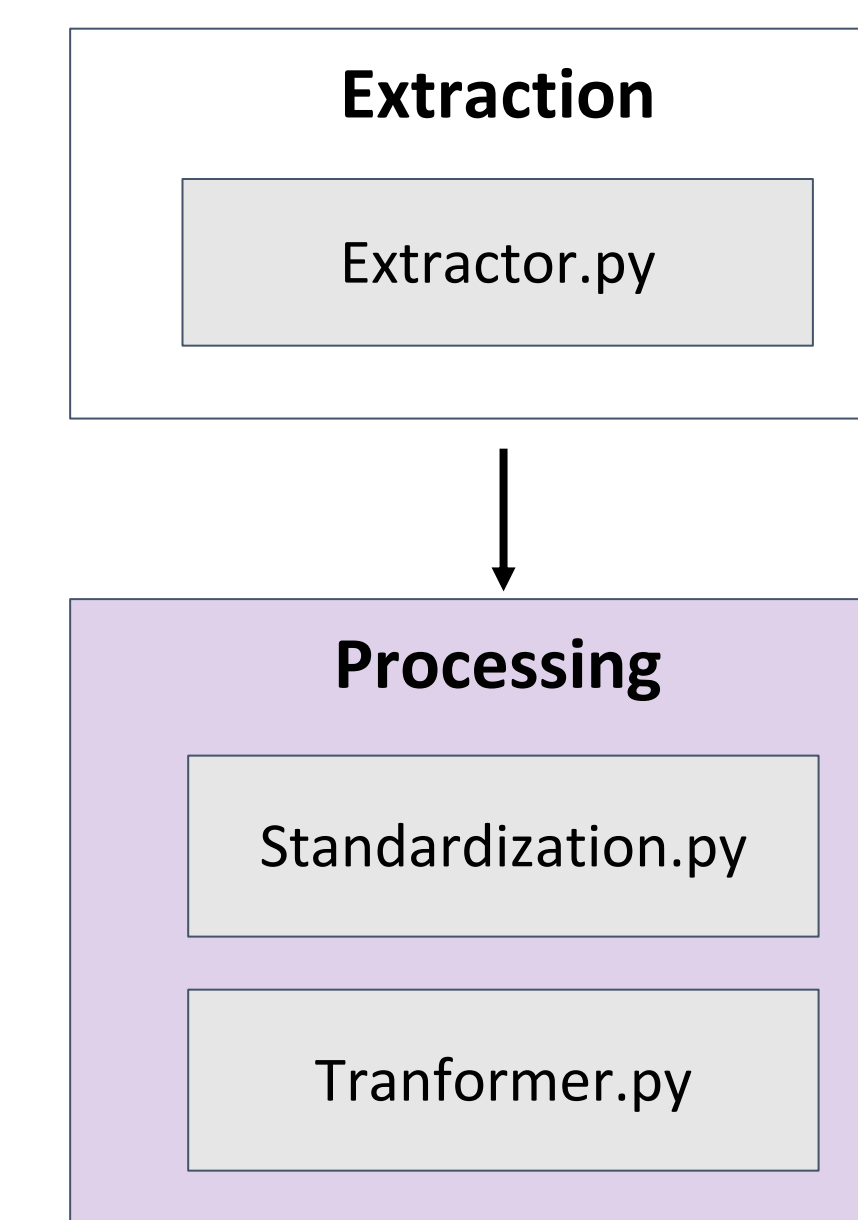 Extraction
Extractor.py
Processing
Standardization.py
Tranformer.py